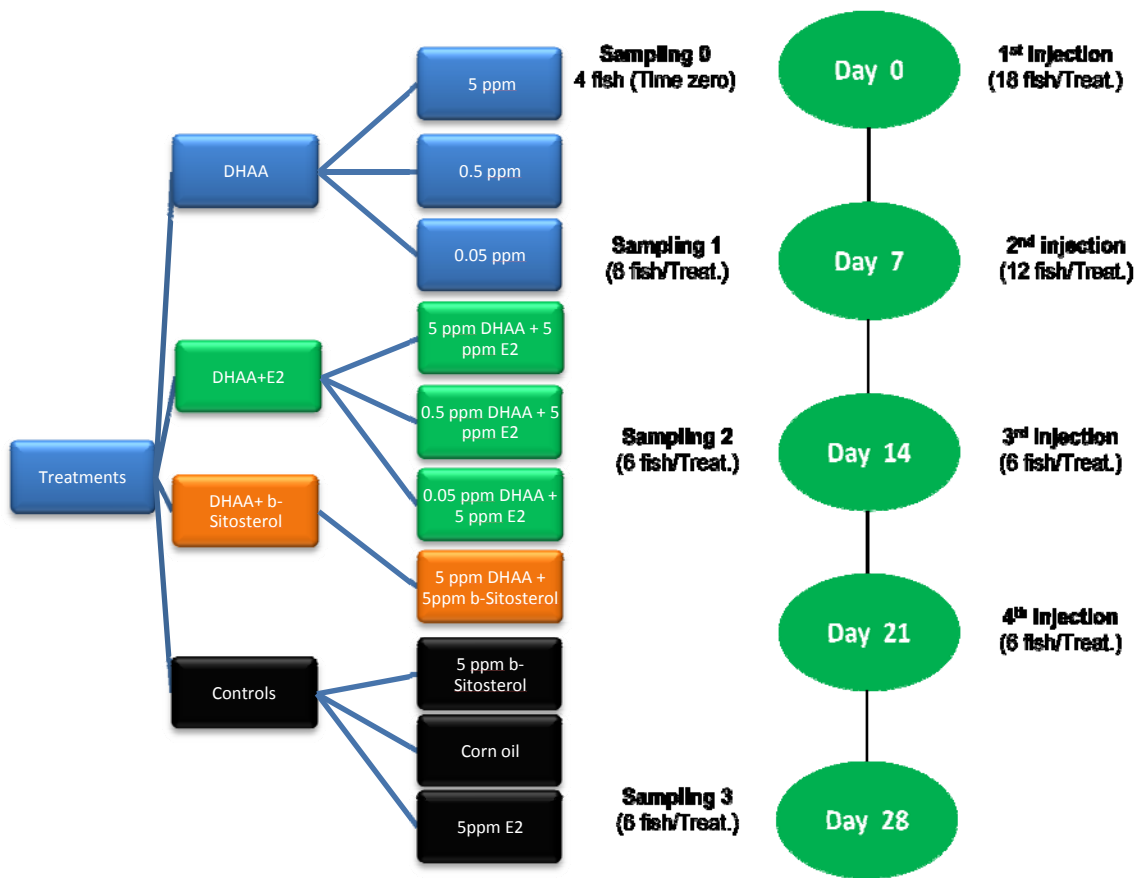 Treatments
DHAA
5 ppm
0.5 ppm
0.05 ppm
DHAA+E2
5 ppm DHAA + 5
ppm E2
0.5 ppm DHAA + 5
ppm E2
0.05 ppm DHAA +
5 ppm E2
DHAA+ b-
Sitosterol
5 ppm DHAA +
5ppm b-Sitosterol
Controls
5 ppm b-
Sitosterol
Corn oil
5ppm E2
Sampling 0
4 fish (Time zero)
Day 0
1st Injection
(18 fish/Treat.)
Sampling 1
(6 fish/Treat.)
Day 7
2nd injection
(12 fish/Treat.)
Sampling 2
(6 fish/Treat.)
Day 14
3rd Injection
(6 fish/Treat.)
Day 21
4th Injection
(6 fish/Treat.)
Sampling 3
(6 fish/Treat.)
Day 28